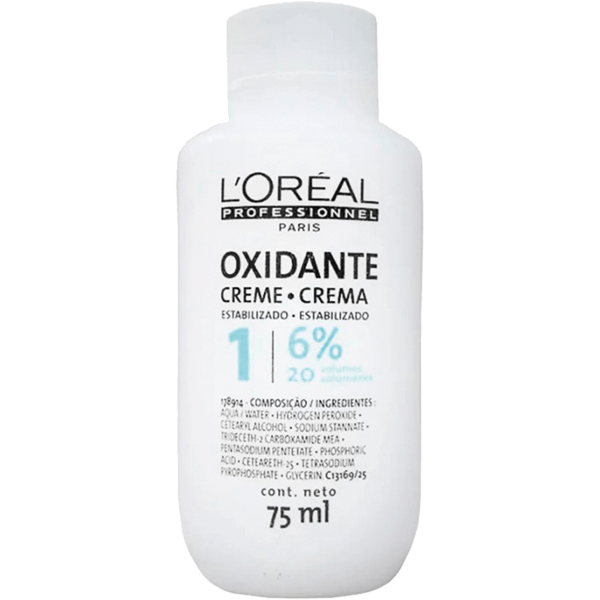 L'ORÉAL
PROFESSIONNEL
PARIS
OXIDANTE
CREME • CREMA
ESTABILIZADO • ESTABILIZADO
1 6%
20 volumes
volúmenes
178914 - COMPOSIÇÃO / INGREDIENTES :
AQUA / WATER • HYDROGEN PEROXIDE •
CETEARYL ALCOHOL • SODIUM STANNATE •
TRIDECETH-2 CARBOXAMIDE MEA •
PENTASODIUM PENTETATE • PHOSPHORIC
ACID • CETEARETH-25 • TETRASODIUM
PYROPHOSPHATE • GLYCERIN C13169/25
cont. neto
75 ml